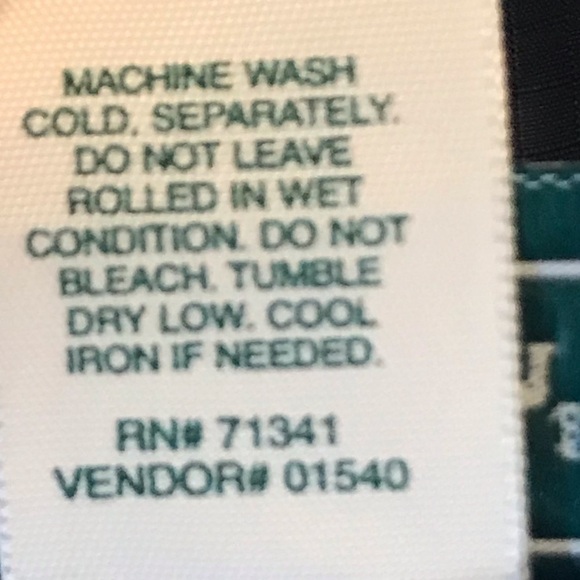 MACHINE WASH
COLD. SEPARATELY.
DO NOT LEAVE
ROLLED IN WET
CONDITION. DO NOT
BLEACH. TUMBLE
DRY LOW. COOL
IRON IF NEEDED.
RN# 71341
VENDOR# 01540